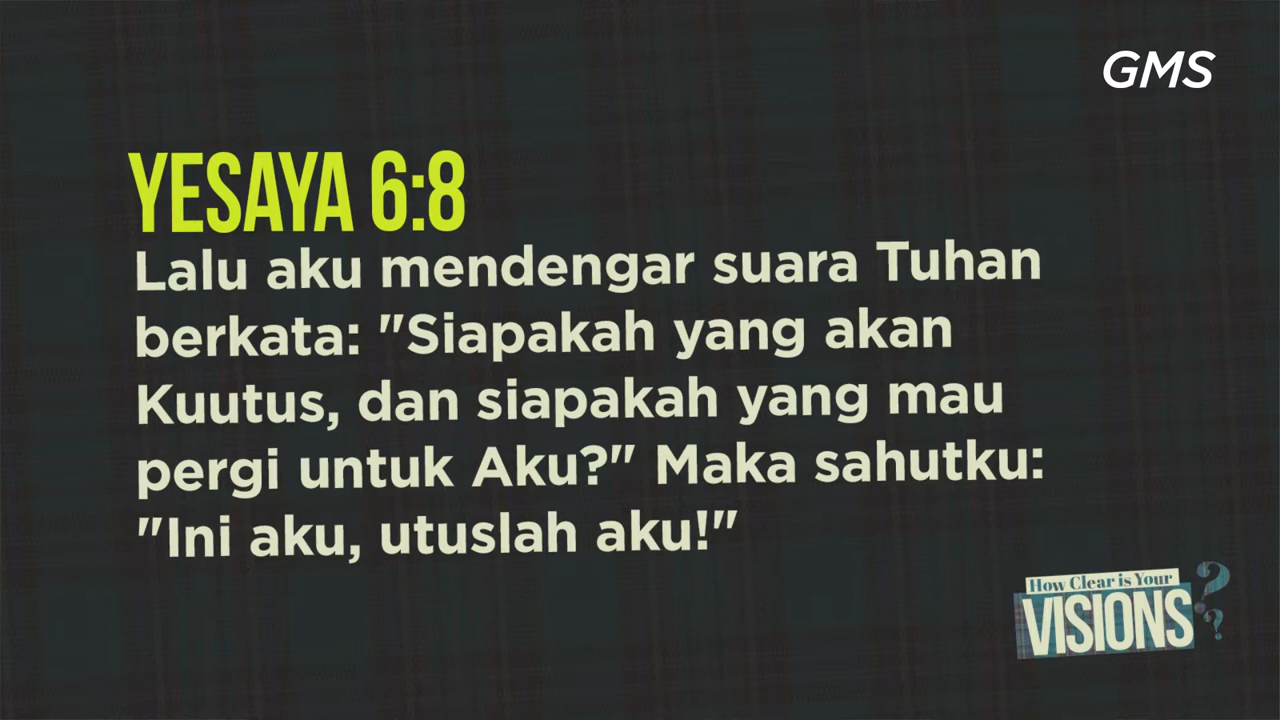 GMS
YESAYA 6:8
Lalu aku mendengar suara Tuhan
berkata: "Siapakah yang akan
Kuutus, dan siapakah yang mau
pergi untuk Aku?" Maka sahutku:
"Ini aku, utuslah aku!"
How Clear is Your
VISIONS
??